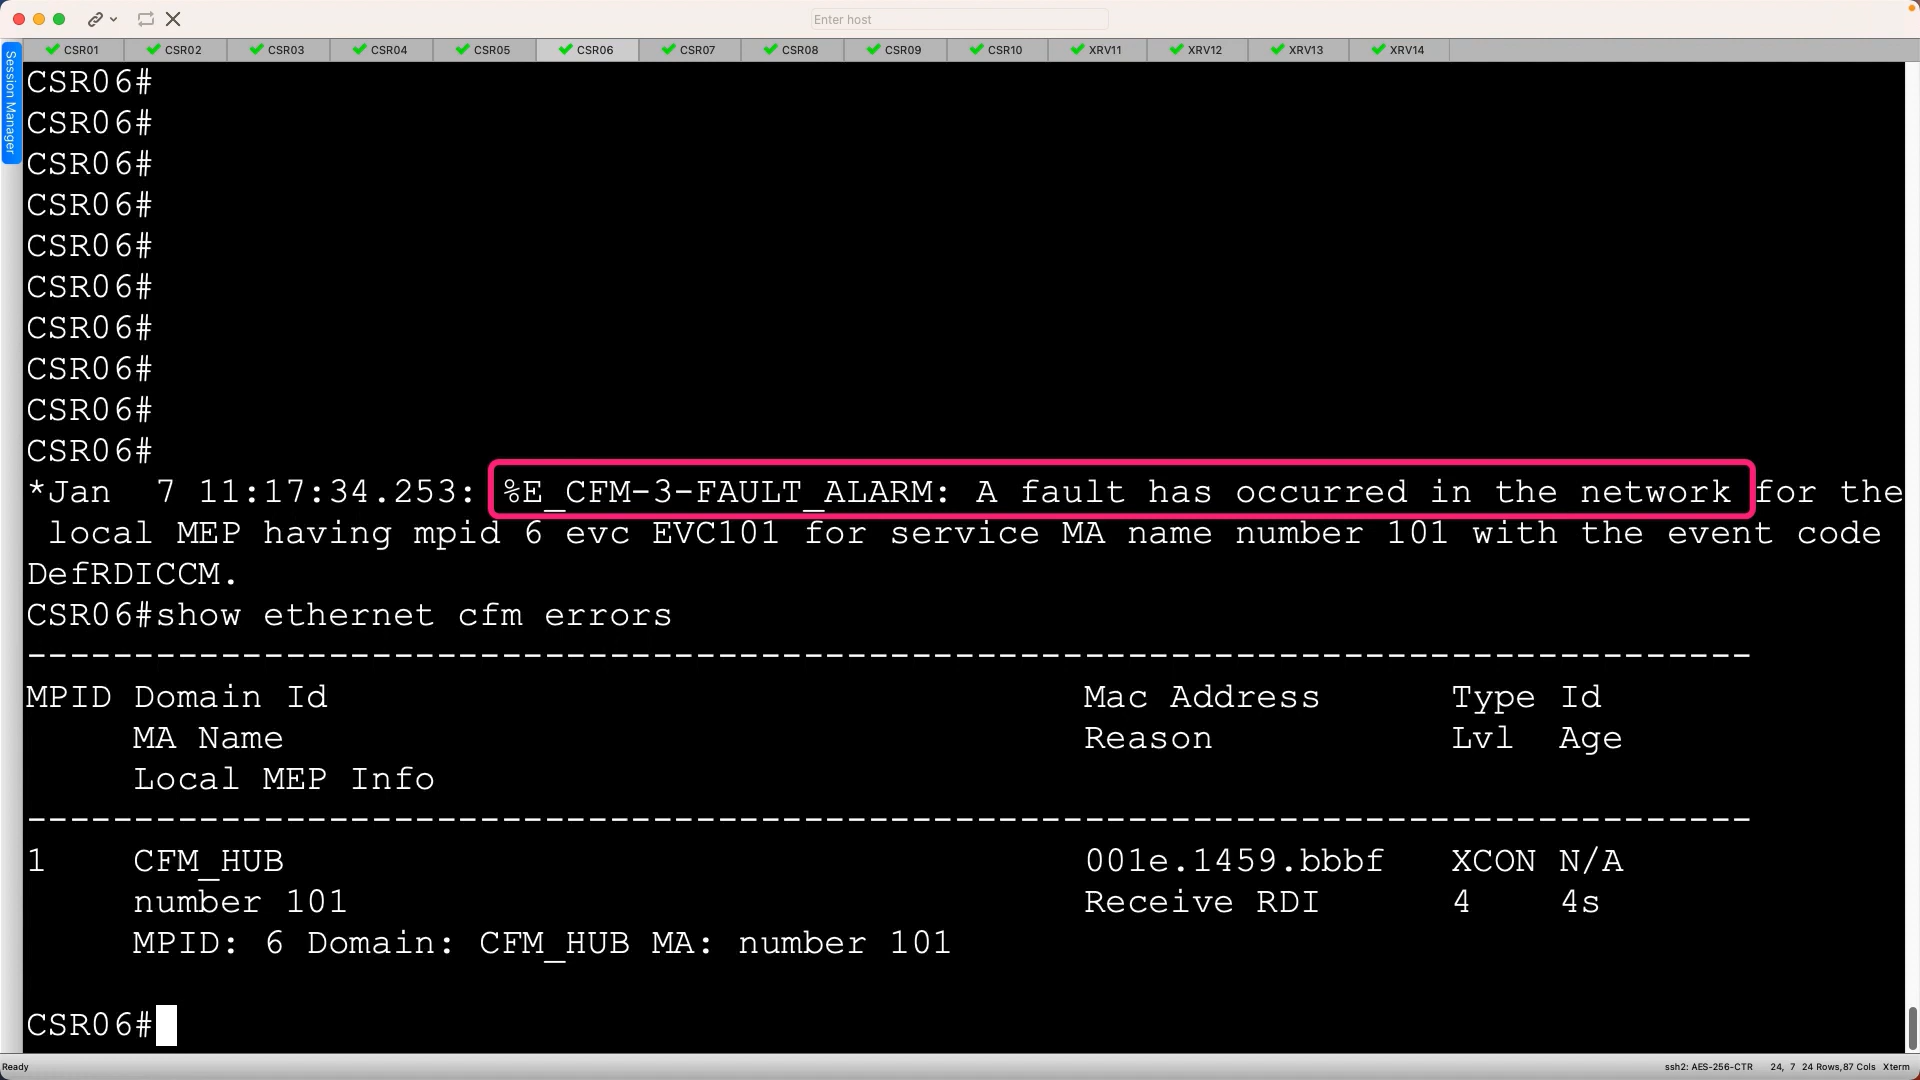 Enter host
CSR01 CSR02 CSR03 CSR04 CSR05 CSR06 CSR07 CSR08 CSR09 CSR10 XRV11 XRV12 XRV13 XRV14
Session Manager
CSR06#
CSR06#
CSR06#
CSR06#
CSR06#
CSR06#
CSR06#
CSR06#
CSR06#
CSR06#
*Jan  7 11:17:34.253: %E_CFM-3-FAULT_ALARM: A fault has occurred in the network for the
 local MEP having mpid 6 evc EVC101 for service MA name number 101 with the event code
DefRDICCM.
CSR06#show ethernet cfm errors
--------------------------------------------------------------------------------
MPID Domain Id                                   Mac Address      Type Id
     MA Name                                     Reason           Lvl  Age
     Local MEP Info
--------------------------------------------------------------------------------
1    CFM_HUB                                     001e.1459.bbbf   XCON N/A
     number 101                                  Receive RDI      4    4s
     MPID: 6 Domain: CFM_HUB MA: number 101
CSR06#
Ready ssh2: AES-256-CTR 24, 7 24 Rows,87 Cols Xterm